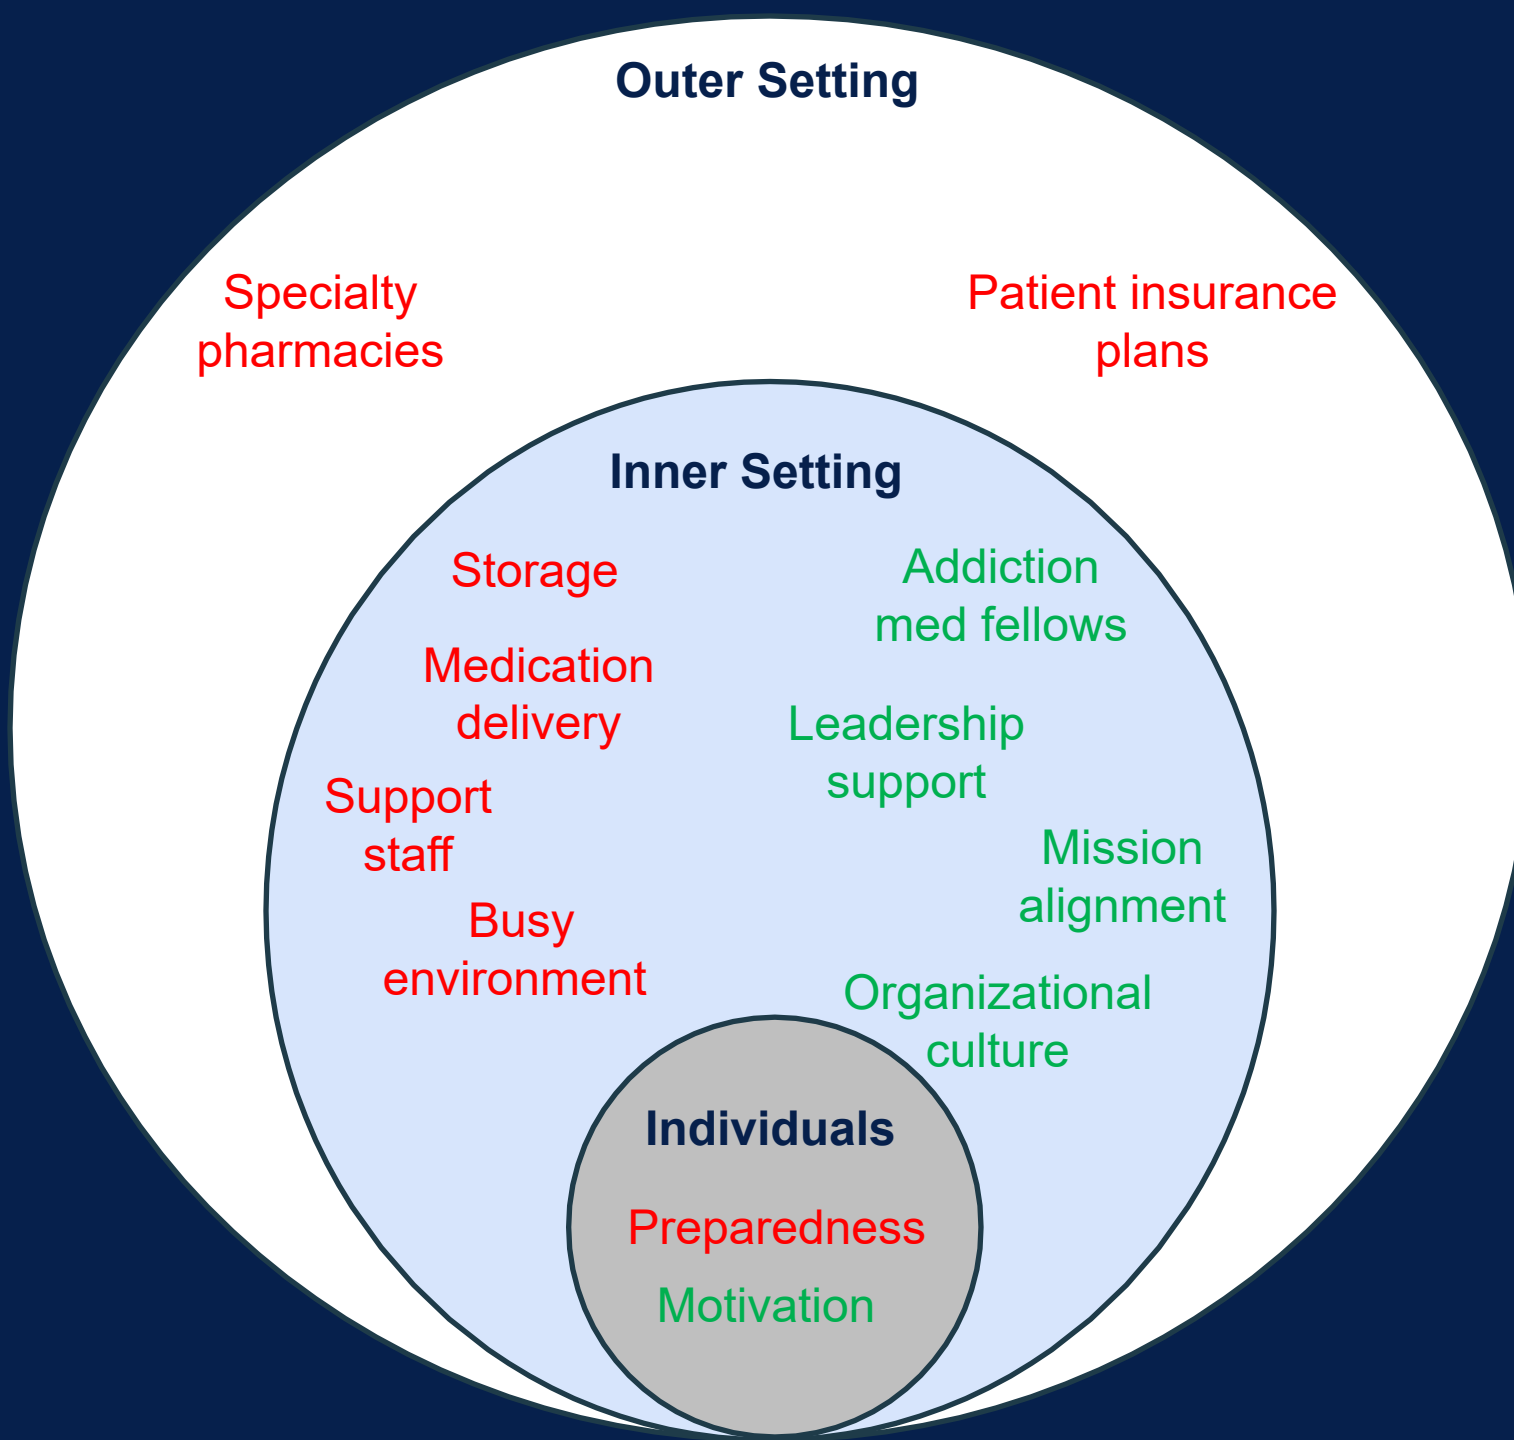 Outer Setting
Specialty
pharmacies
Patient insurance
plans
Inner Setting
Storage
Medication
delivery
Support
staff
Busy
environment
Addiction
med fellows
Leadership
support
Mission
alignment
Organizational
culture
Individuals
Preparedness
Motivation